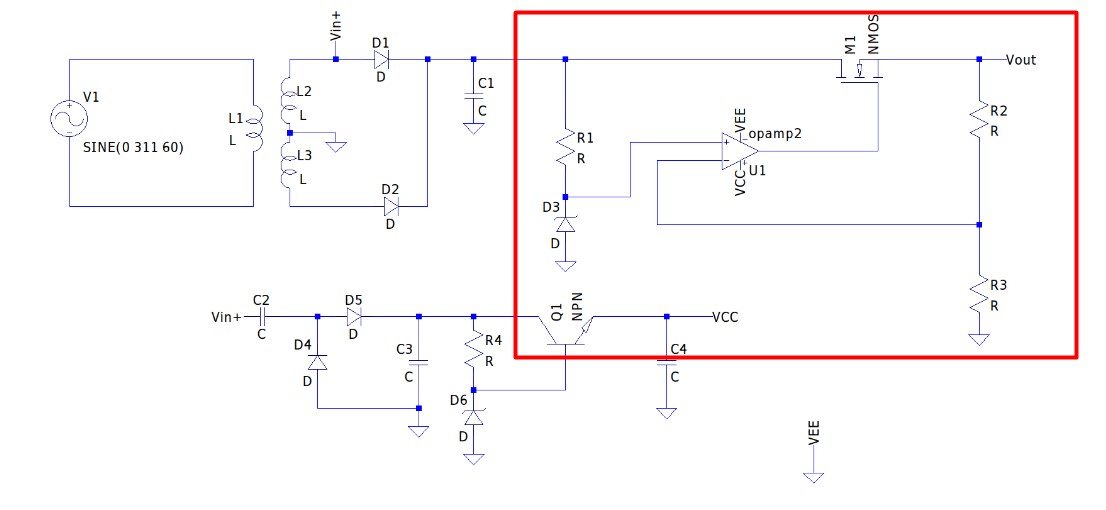 Vin+
D1
D
V1
SINE(0 311 60)
L1
L
L2
L
L3
L
D2
D
C1
C
R1
R
D3
D
VEE
opamp2
U1
VCC
+
−
M1
NMOS
Vout
R2
R
R3
R
Vin+
C2
C
D5
D
D4
D
C3
C
R4
R
D6
D
Q1
NPN
VCC
C4
C
VEE